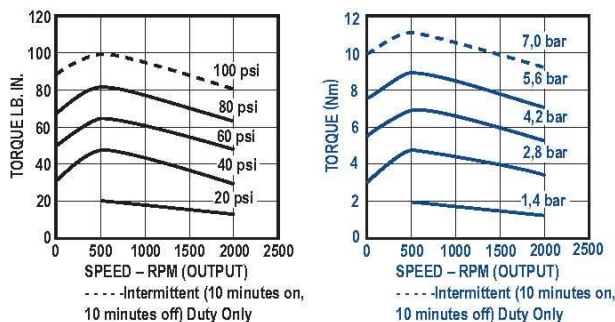 120
100
80
60
40
20
0
TORQUE LB. IN.
100 psi
80 psi
60 psi
40 psi
20 psi
0 500 1000 1500 2000 2500
SPEED – RPM (OUTPUT)
-----Intermittent (10 minutes on,
10 minutes off) Duty Only
12
10
8
6
4
2
0
TORQUE (Nm)
7,0 bar
5,6 bar
4,2 bar
2,8 bar
1,4 bar
0 500 1000 1500 2000 2500
SPEED – RPM (OUTPUT)
-----Intermittent (10 minutes on,
10 minutes off) Duty Only